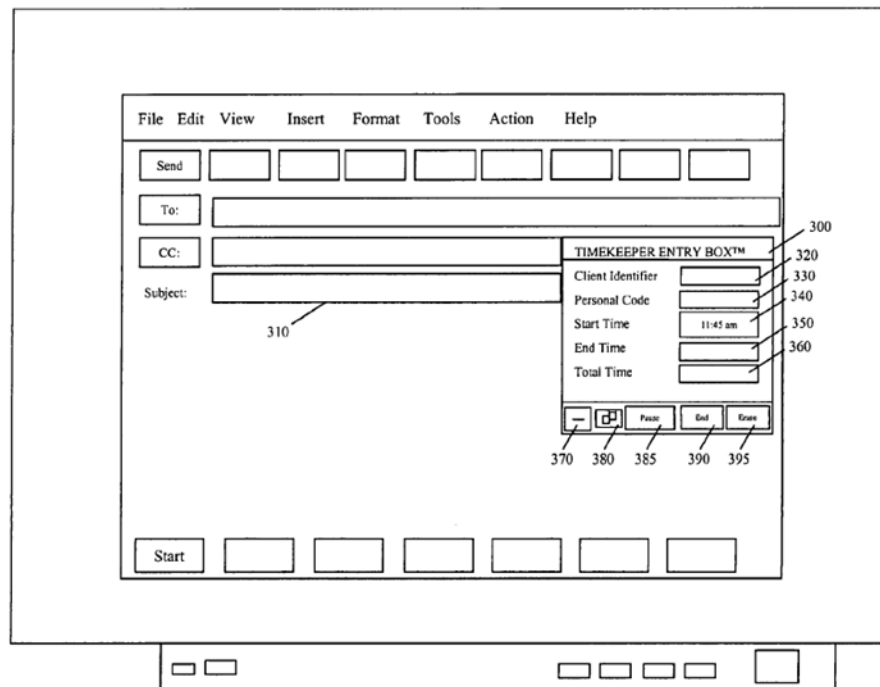 File Edit View Insert Format Tools Action Help
Send
To:
CC:
Subject:
310
TIMEKEEPER ENTRY BOX™
300
Client Identifier
320
Personal Code
330
Start Time
11:45 am
340
End Time
350
Total Time
360
Pause
End
Erase
370
380
385
390
395
Start